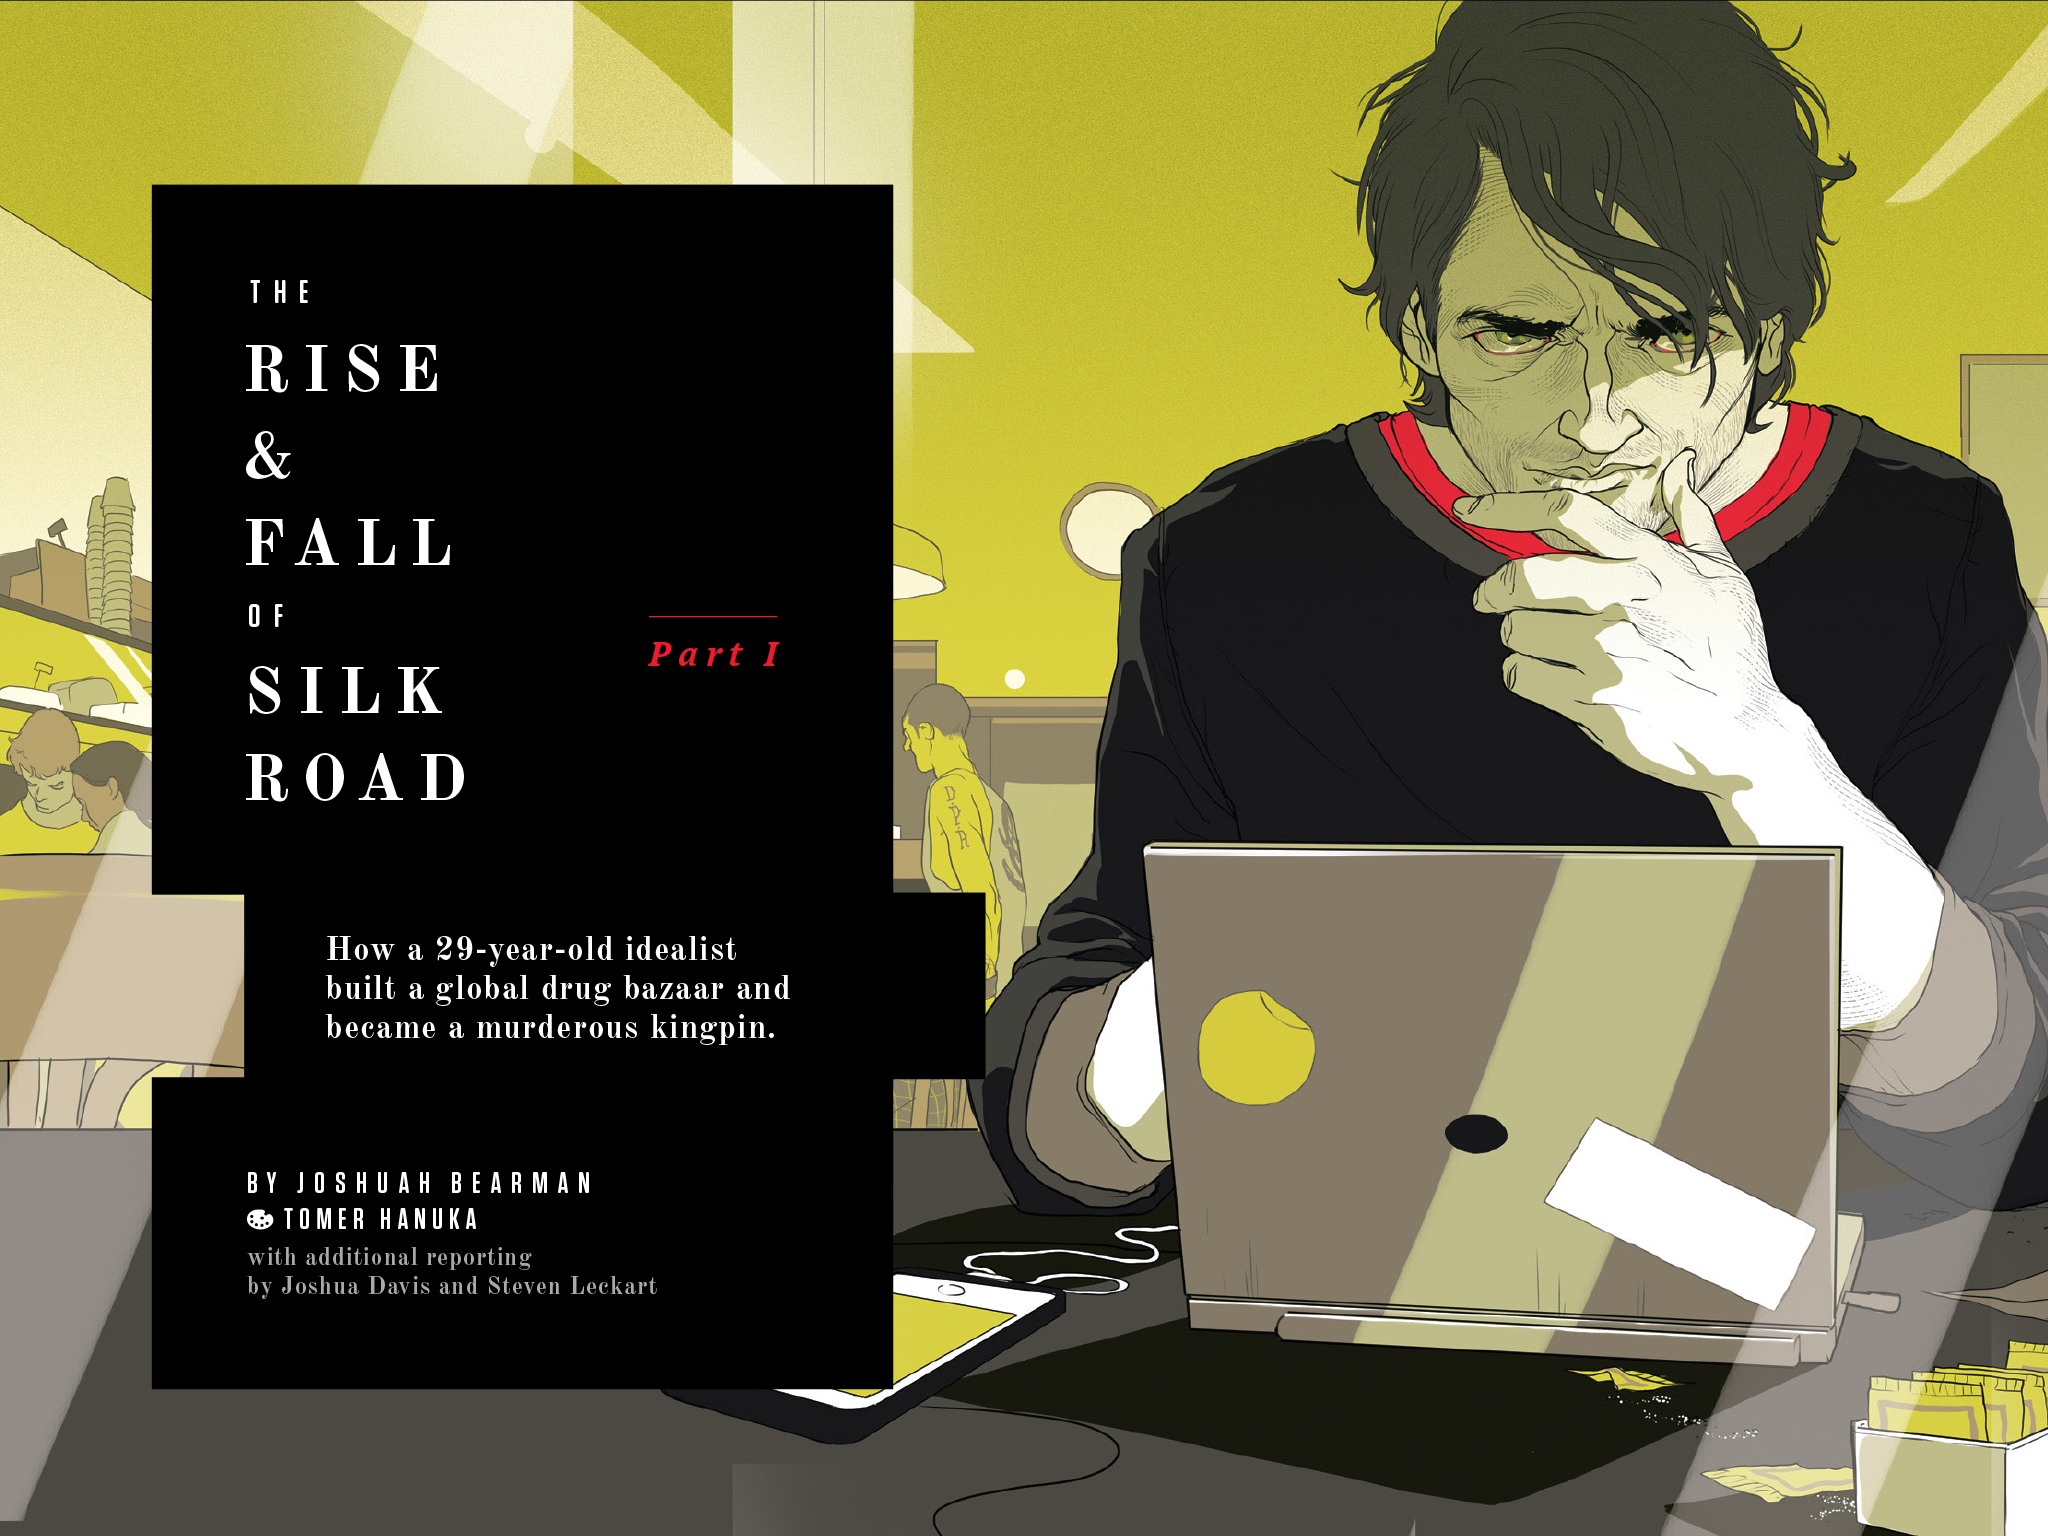 THE
RISE
&
FALL
OF
SILK
ROAD
Part I
How a 29-year-old idealist
built a global drug bazaar and
became a murderous kingpin.
BY JOSHUAH BEARMAN
TOMER HANUKA
with additional reporting
by Joshua Davis and Steven Leckart
DPR